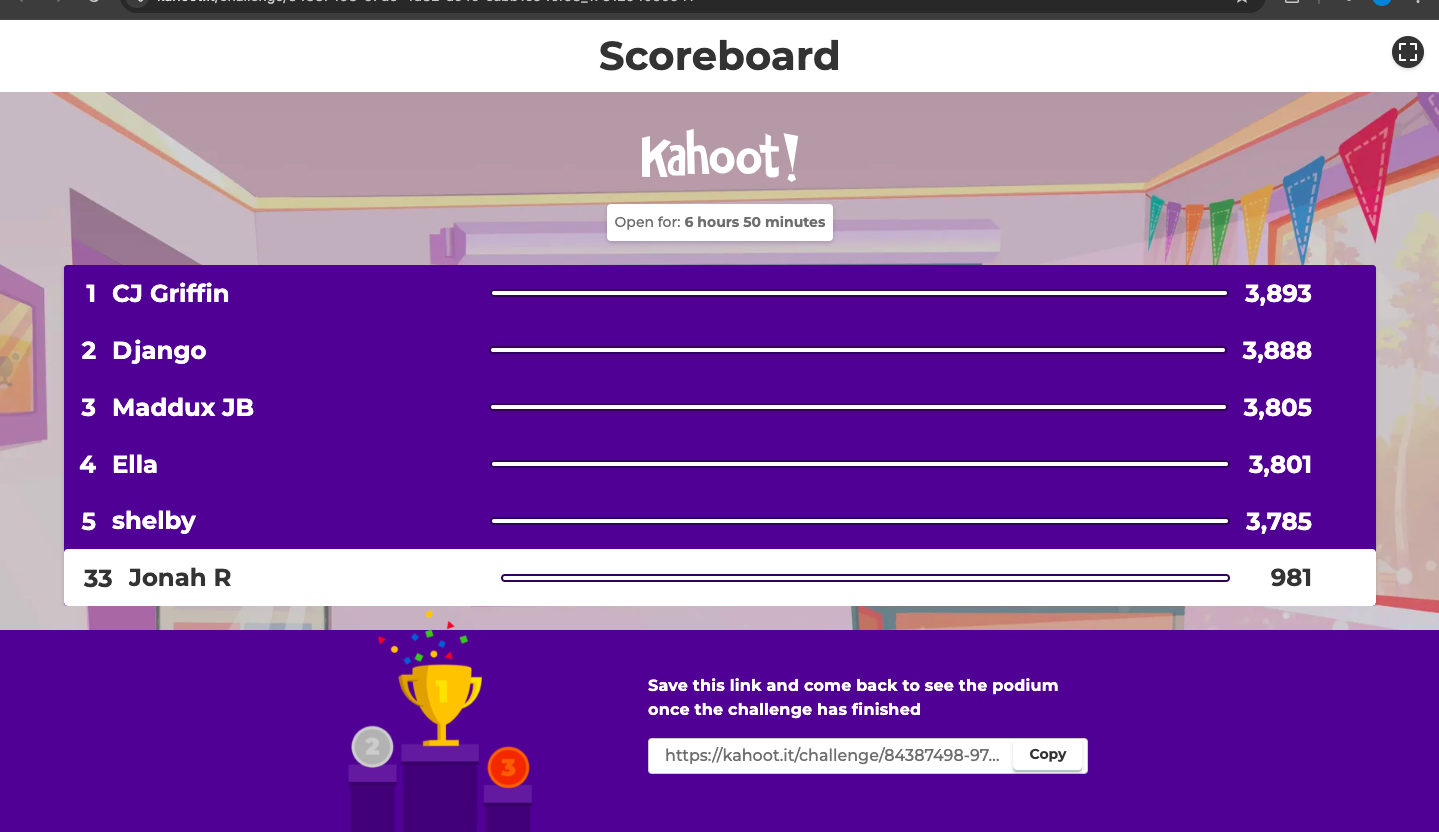 Scoreboard
Kahoot!
Open for: 6 hours 50 minutes
1 CJ Griffin 3,893
2 Django 3,888
3 Maddux JB 3,805
4 Ella 3,801
5 shelby 3,785
33 Jonah R 981
1
2
3
Save this link and come back to see the podium
once the challenge has finished
https://kahoot.it/challenge/84387498-97... Copy